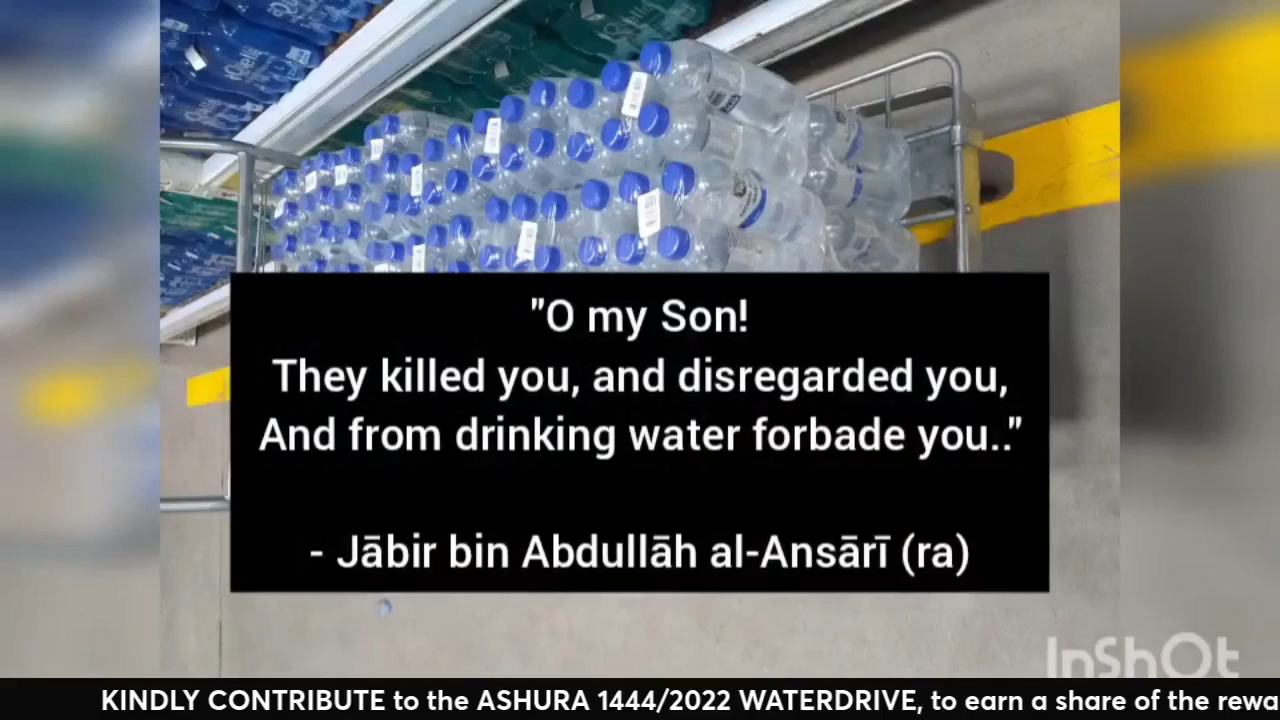 "O my Son!
They killed you, and disregarded you,
And from drinking water forbade you.."
- Jābir bin Abdullāh al-Ansārī (ra)
InShOt
KINDLY CONTRIBUTE to the ASHURA 1444/2022 WATERDRIVE, to earn a share of the rewa